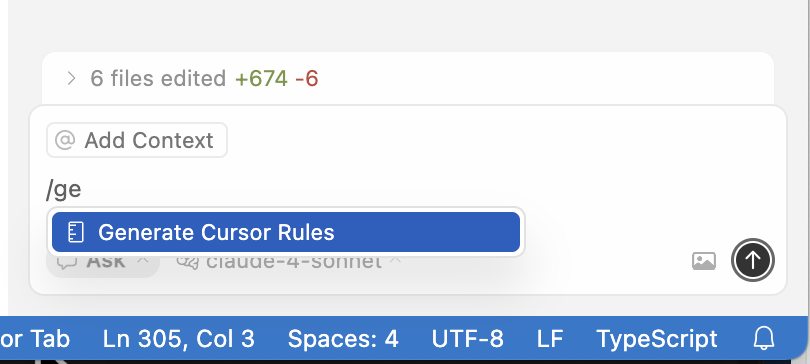 6 files edited +674 -6
@ Add Context
/ge
Generate Cursor Rules
Ask claude-4-sonnet
or Tab Ln 305, Col 3 Spaces: 4 UTF-8 LF TypeScript